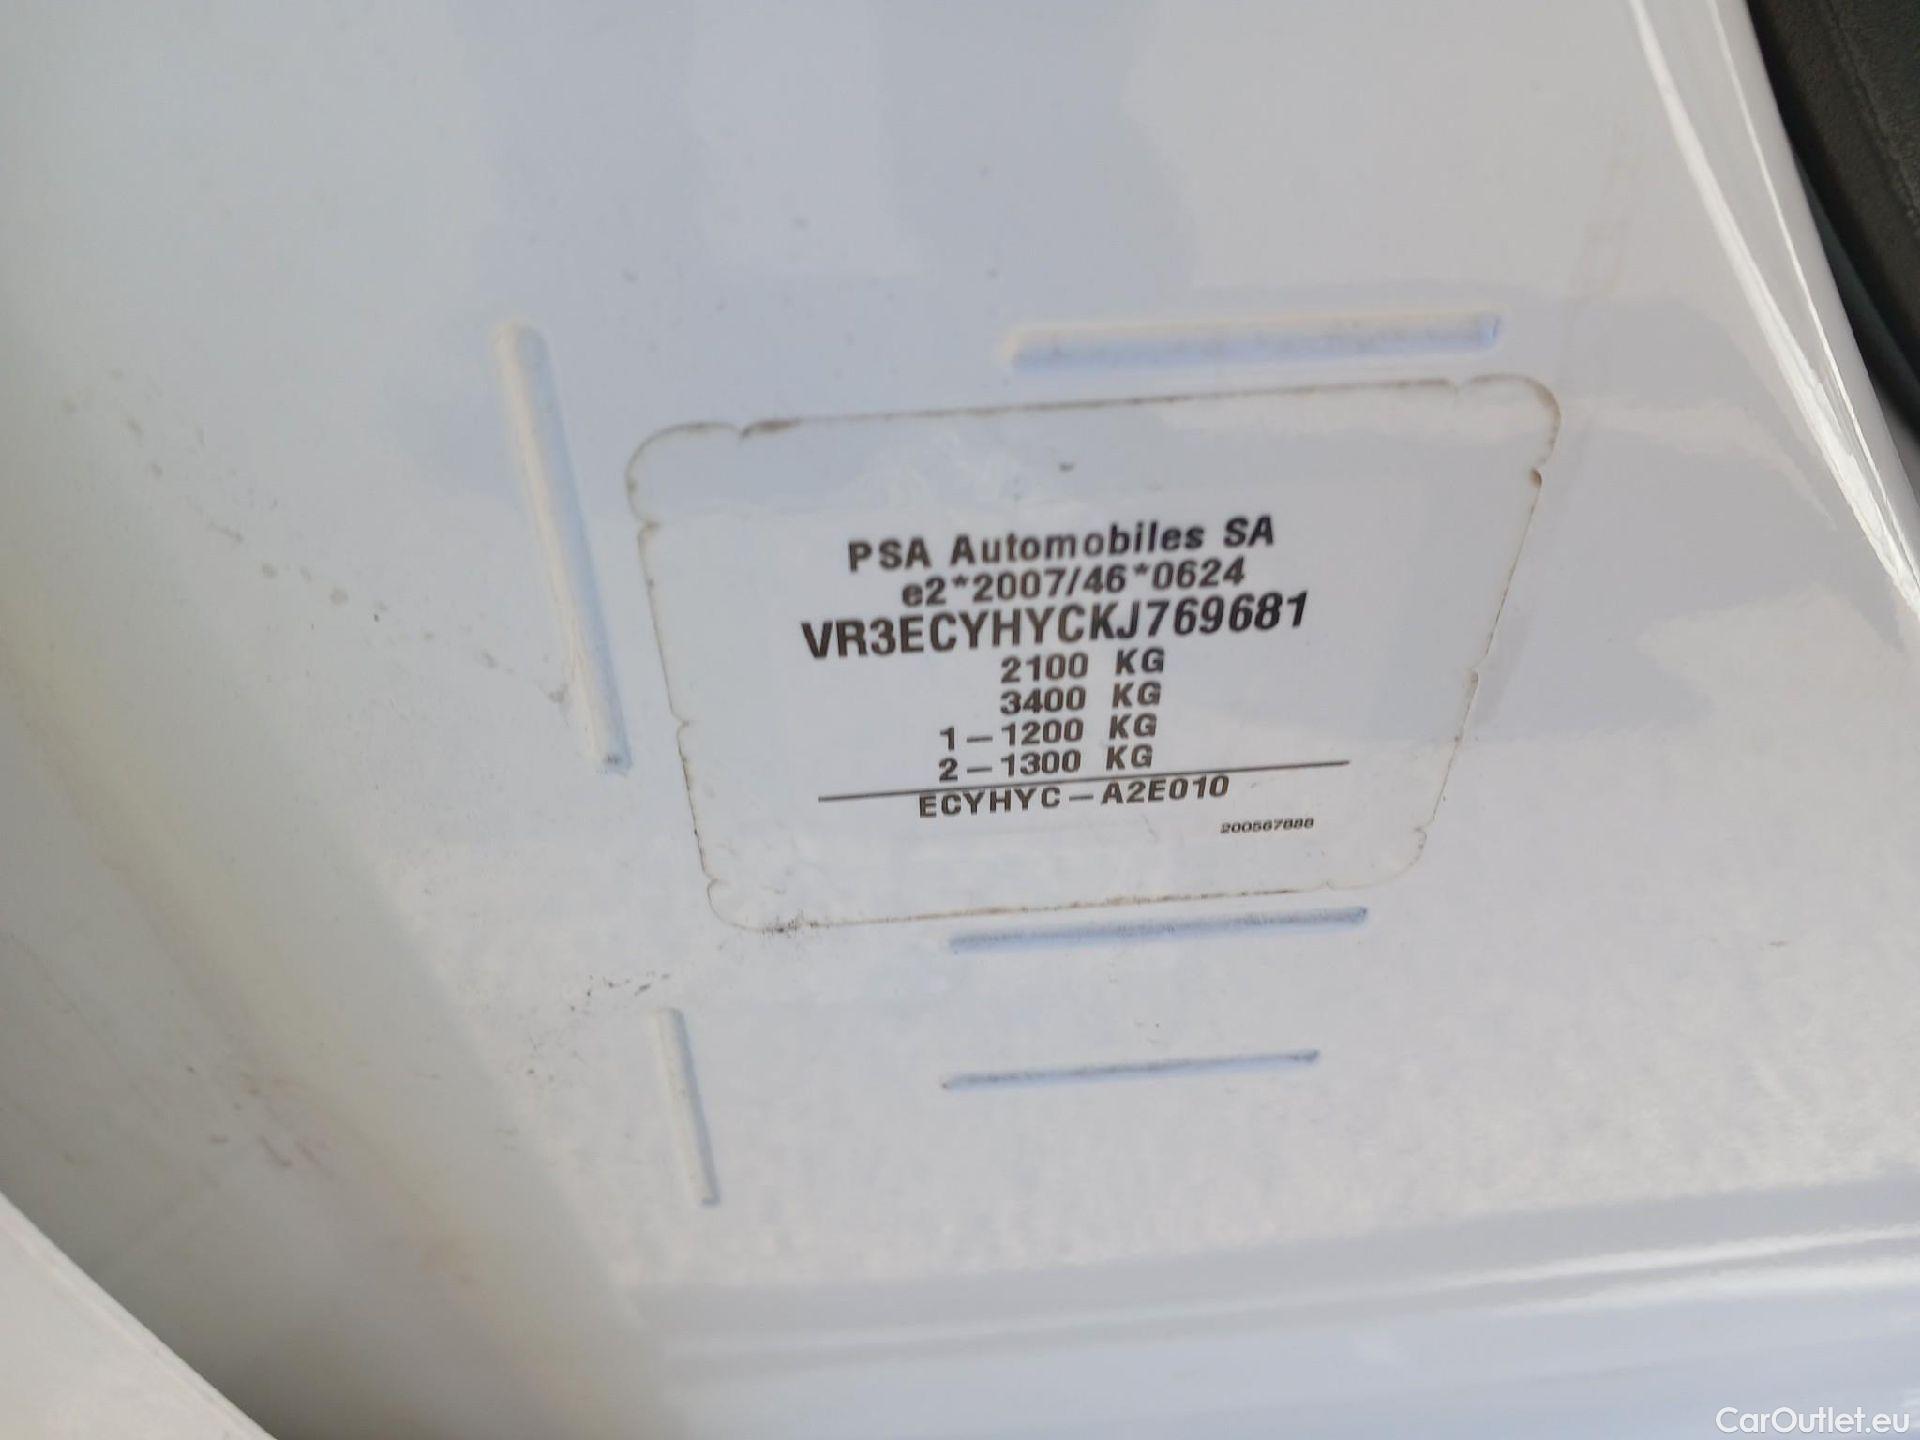 PSA Automobiles SA
e2*2007/46*0624
VR3ECYHYCKJ769681
2100 KG
3400 KG
1-1200 KG
2-1300 KG
ECYHYC-A2E010
200567888
CarOutlet.eu